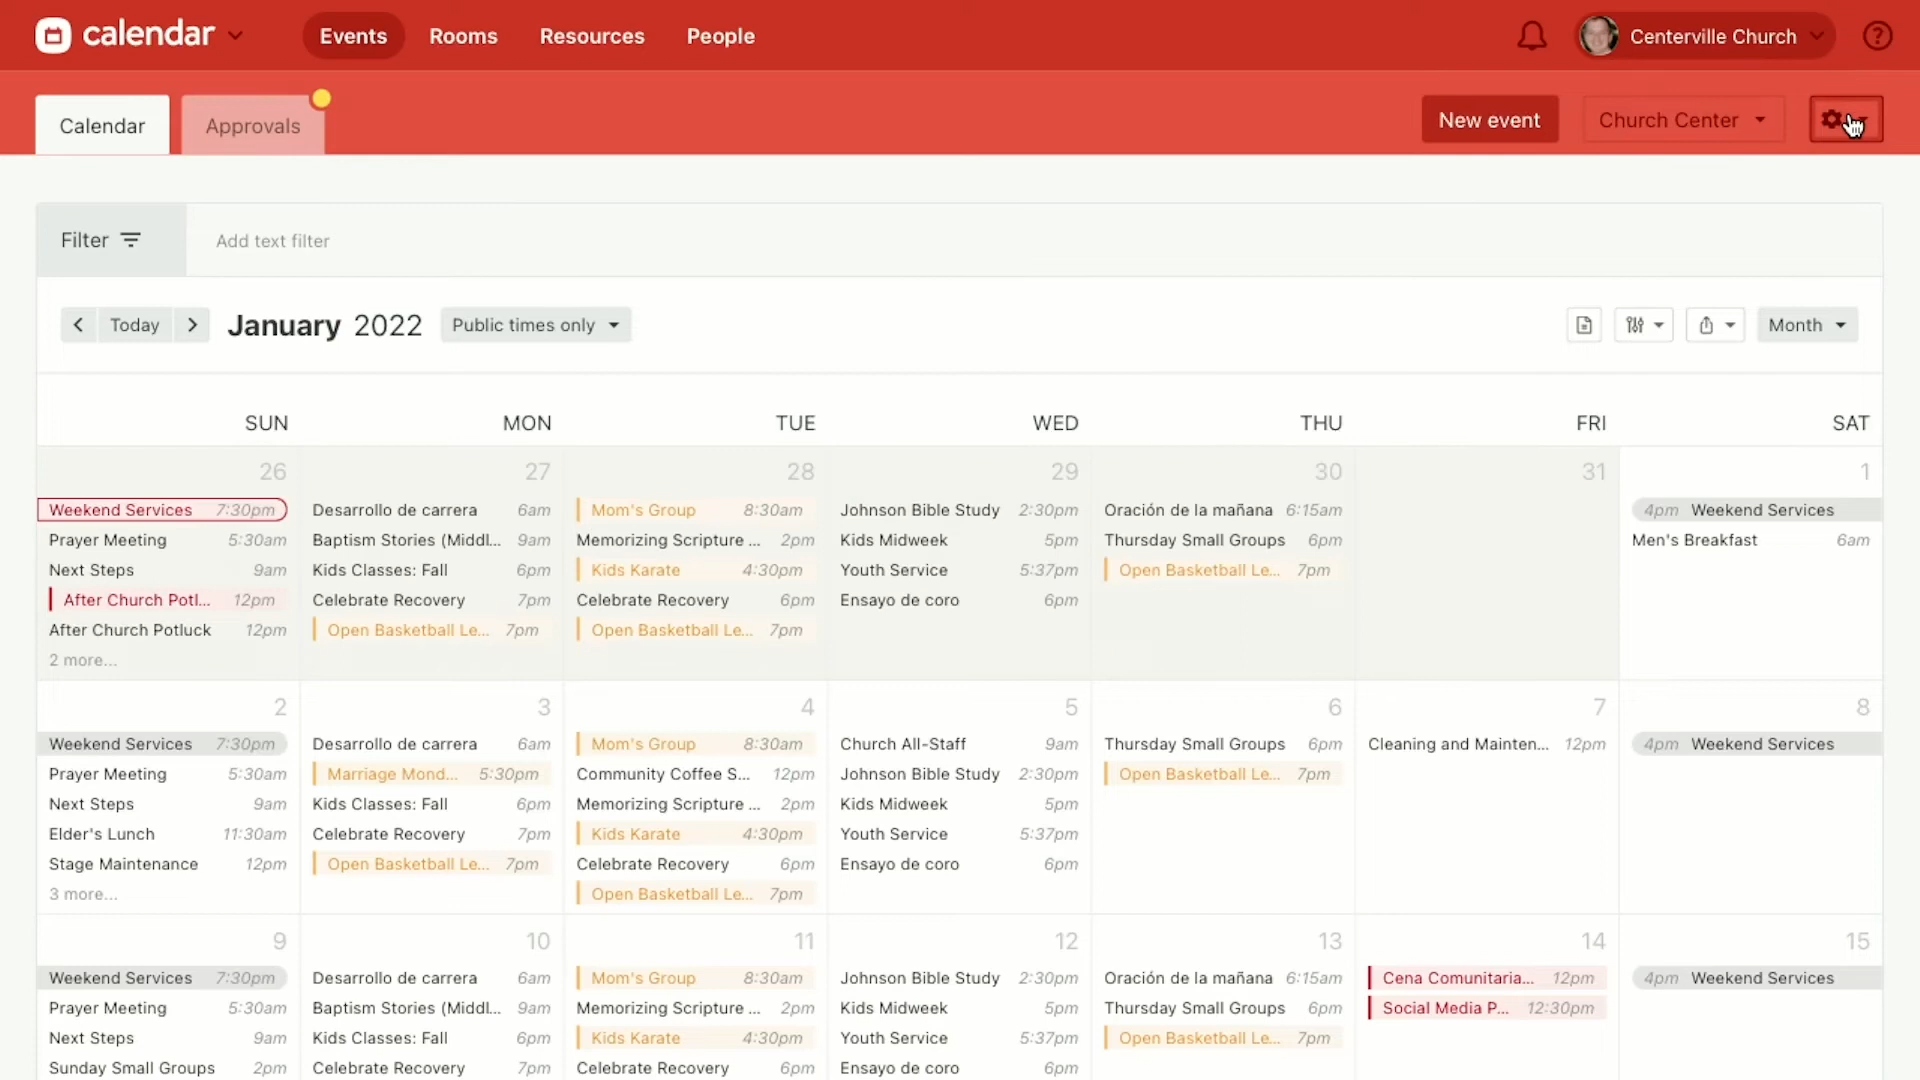 calendar Events Rooms Resources People Centerville Church ?
Calendar Approvals New event Church Center
Filter Add text filter
Today January 2022 Public times only Month
SUN MON TUE WED THU FRI SAT
26 27 28 29 30 31 1
Weekend Services 7:30pm Desarrollo de carrera 6am Mom's Group 8:30am Johnson Bible Study 2:30pm Oración de la mañana 6:15am 4pm Weekend Services
Prayer Meeting 5:30am Baptism Stories (Middl... 9am Memorizing Scripture ... 2pm Kids Midweek 5pm Thursday Small Groups 6pm Men's Breakfast 6am
Next Steps 9am Kids Classes: Fall 6pm Kids Karate 4:30pm Youth Service 5:37pm Open Basketball Le... 7pm
After Church Potl... 12pm Celebrate Recovery 7pm Celebrate Recovery 6pm Ensayo de coro 6pm
After Church Potluck 12pm Open Basketball Le... 7pm Open Basketball Le... 7pm
2 more...
2 3 4 5 6 7 8
Weekend Services 7:30pm Desarrollo de carrera 6am Mom's Group 8:30am Church All-Staff 9am Thursday Small Groups 6pm Cleaning and Mainten... 12pm 4pm Weekend Services
Prayer Meeting 5:30am Marriage Mond... 5:30pm Community Coffee S... 12pm Johnson Bible Study 2:30pm Open Basketball Le... 7pm
Next Steps 9am Kids Classes: Fall 6pm Memorizing Scripture ... 2pm Kids Midweek 5pm
Elder's Lunch 11:30am Celebrate Recovery 7pm Kids Karate 4:30pm Youth Service 5:37pm
Stage Maintenance 12pm Open Basketball Le... 7pm Celebrate Recovery 6pm Ensayo de coro 6pm
3 more... Open Basketball Le... 7pm
9 10 11 12 13 14 15
Weekend Services 7:30pm Desarrollo de carrera 6am Mom's Group 8:30am Johnson Bible Study 2:30pm Oración de la mañana 6:15am Cena Comunitaria... 12pm 4pm Weekend Services
Prayer Meeting 5:30am Baptism Stories (Middl... 9am Memorizing Scripture ... 2pm Kids Midweek 5pm Thursday Small Groups 6pm Social Media P... 12:30pm
Next Steps 9am Kids Classes: Fall 6pm Kids Karate 4:30pm Youth Service 5:37pm Open Basketball Le... 7pm
Sunday Small Groups 2pm Celebrate Recovery 7pm Celebrate Recovery 6pm Ensayo de coro 6pm